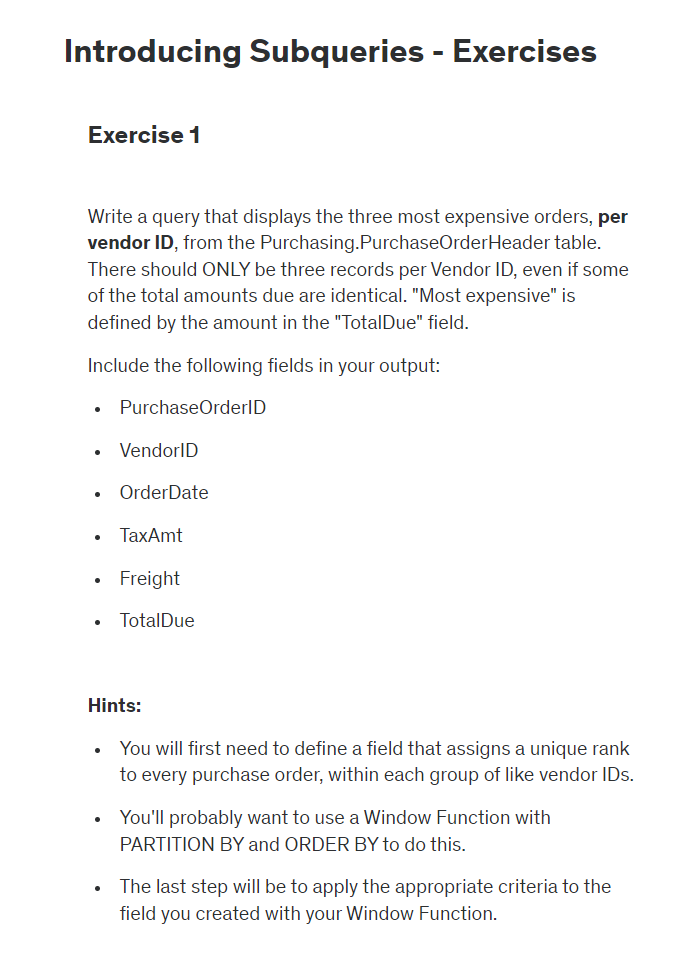 Introducing Subqueries - Exercises
Exercise 1
Write a query that displays the three most expensive orders, per
vendor ID, from the Purchasing.PurchaseOrderHeader table.
There should ONLY be three records per Vendor ID, even if some
of the total amounts due are identical. "Most expensive" is
defined by the amount in the "TotalDue" field.
Include the following fields in your output:
• PurchaseOrderID
• VendorID
• OrderDate
• TaxAmt
• Freight
• TotalDue
Hints:
• You will first need to define a field that assigns a unique rank
to every purchase order, within each group of like vendor IDs.
• You'll probably want to use a Window Function with
PARTITION BY and ORDER BY to do this.
• The last step will be to apply the appropriate criteria to the
field you created with your Window Function.